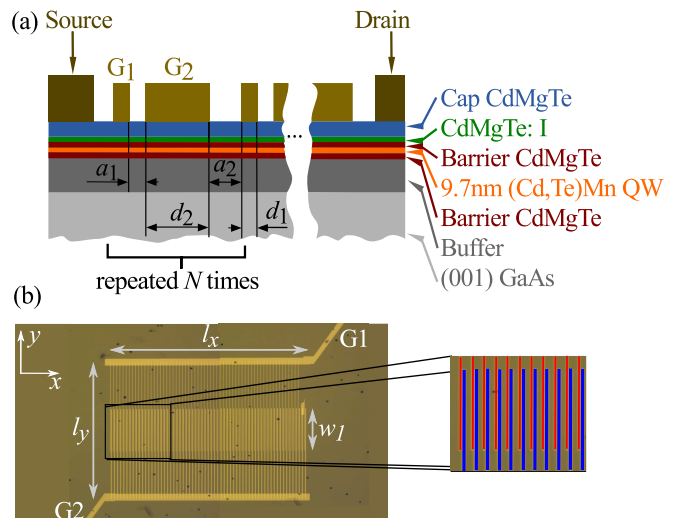 (a) Source Drain
G1 G2
Cap CdMgTe
CdMgTe: I
...
Barrier CdMgTe
a1 a2
9.7nm (Cd,Te)Mn QW
d2 d1
Barrier CdMgTe
Buffer
repeated N times
(001) GaAs
(b)
y lx G1
x
ly w1
G2